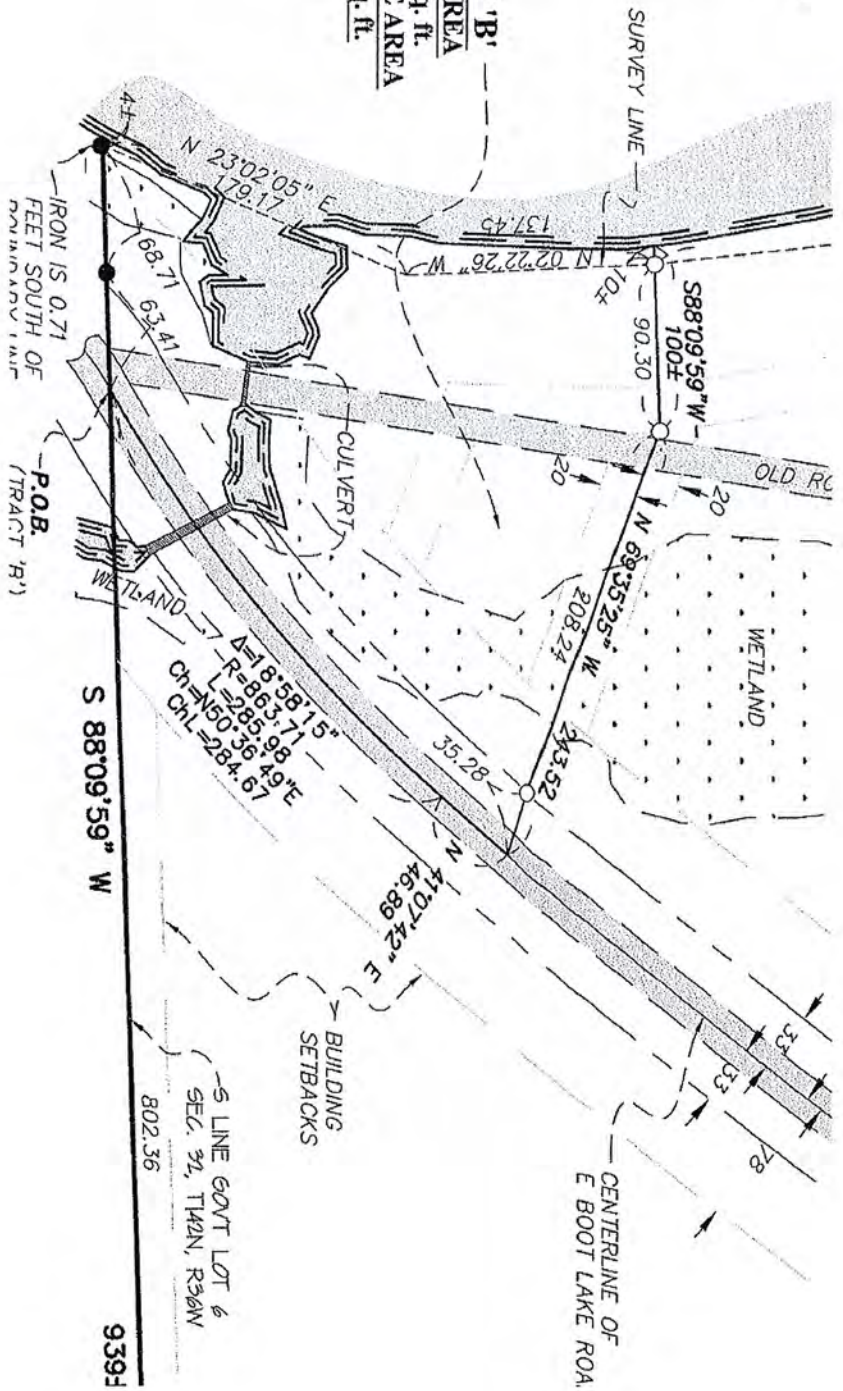 'B'
REA
q. ft.
C AREA
q. ft.
SURVEY LINE
N 23°02'05" E
179.17
137.45
N 02°22'26" W
10±
S88°09'59"W
100±
90.30
OLD RO
20
20
N 69°35'25" W
208.24
243.52
WETLAND
CULVERT
4±
68.71
63.41
IRON IS 0.71
FEET SOUTH OF
BOUNDARY LINE
P.O.B.
(TRACT 'B')
WETLAND
Δ=18°58'15"
R=863.71
L=285.98
Ch=N50°36'49"E
ChL=284.67
35.28
N 41°07'42" E
46.89
33
33
78
CENTERLINE OF
E BOOT LAKE ROA
BUILDING
SETBACKS
S LINE GOVT LOT 6
SEC. 32, T142N, R36W
S 88°09'59" W
802.36
939±